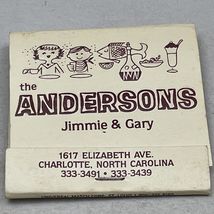 the
ANDERSONS
Jimmie & Gary
1617 ELIZABETH AVE.
CHARLOTTE, NORTH CAROLINA
333-3491 • 333-3439